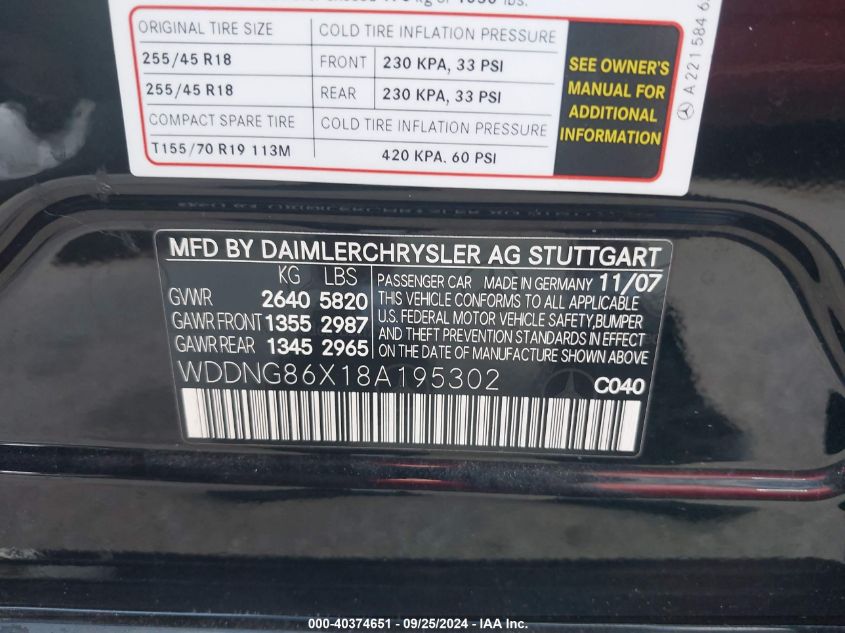 or 1050 lbs.
ORIGINAL TIRE SIZE COLD TIRE INFLATION PRESSURE
255/45 R18 FRONT 230 KPA, 33 PSI
255/45 R18 REAR 230 KPA, 33 PSI
COMPACT SPARE TIRE COLD TIRE INFLATION PRESSURE
T155/70 R19 113M 420 KPA, 60 PSI
SEE OWNER'S
MANUAL FOR
ADDITIONAL
INFORMATION
A 221 584
MFD BY DAIMLERCHRYSLER AG STUTTGART
KG LBS
GVWR 2640 5820
GAWR FRONT 1355 2987
GAWR REAR 1345 2965
PASSENGER CAR MADE IN GERMANY 11/07
THIS VEHICLE CONFORMS TO ALL APPLICABLE
U.S. FEDERAL MOTOR VEHICLE SAFETY,BUMPER
AND THEFT PREVENTION STANDARDS IN EFFECT
ON THE DATE OF MANUFACTURE SHOWN ABOVE
WDDNG86X18A195302 C040
000-40374651 - 09/25/2024 - IAA Inc.